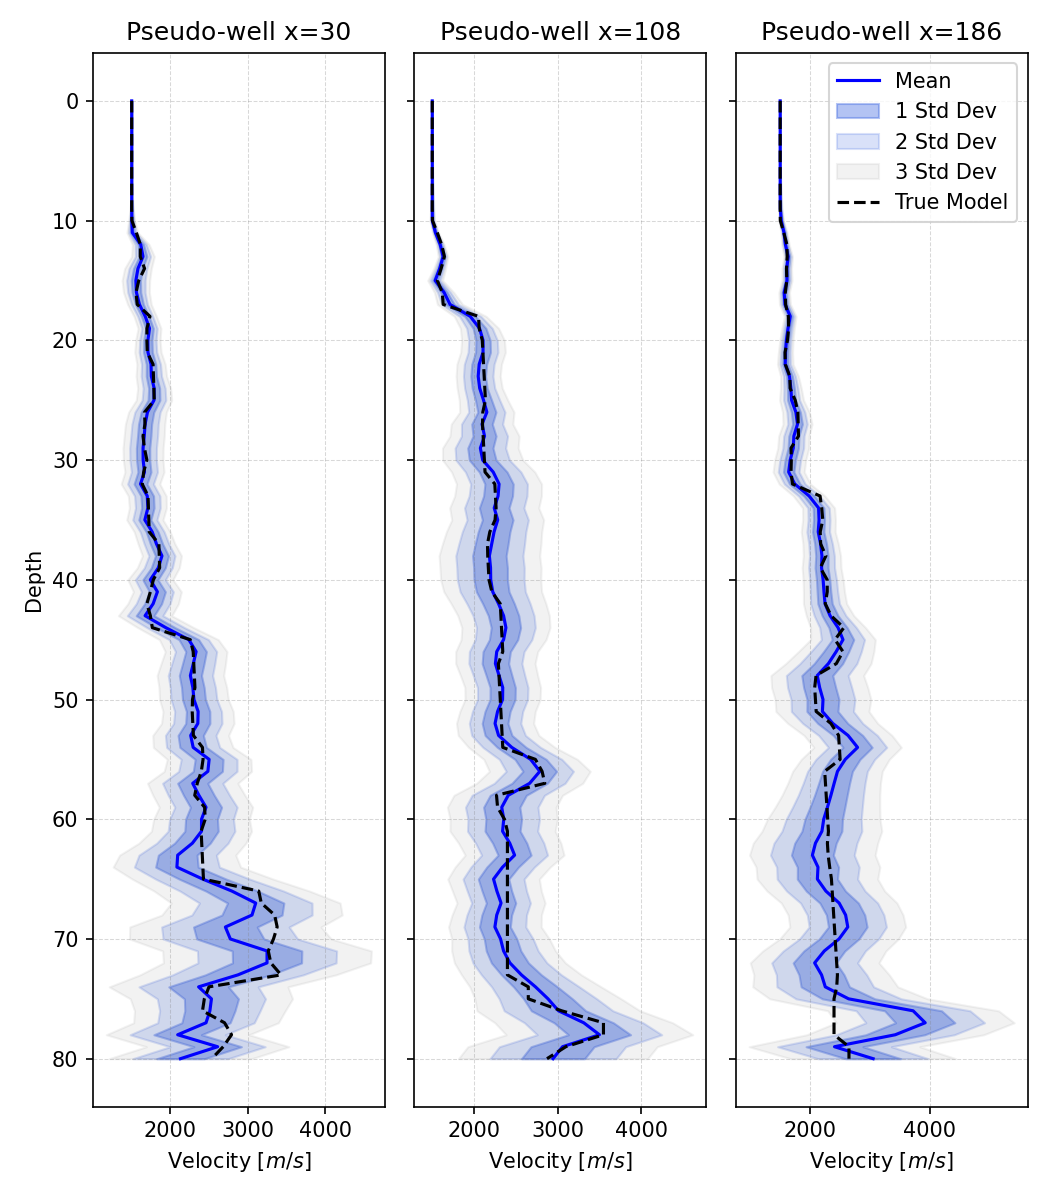 Pseudo-well x=30
Pseudo-well x=108
Pseudo-well x=186
Mean
1 Std Dev
2 Std Dev
3 Std Dev
True Model
Depth
0
10
20
30
40
50
60
70
80
2000 3000 4000
2000 3000 4000
2000 4000
Velocity [m/s]
Velocity [m/s]
Velocity [m/s]